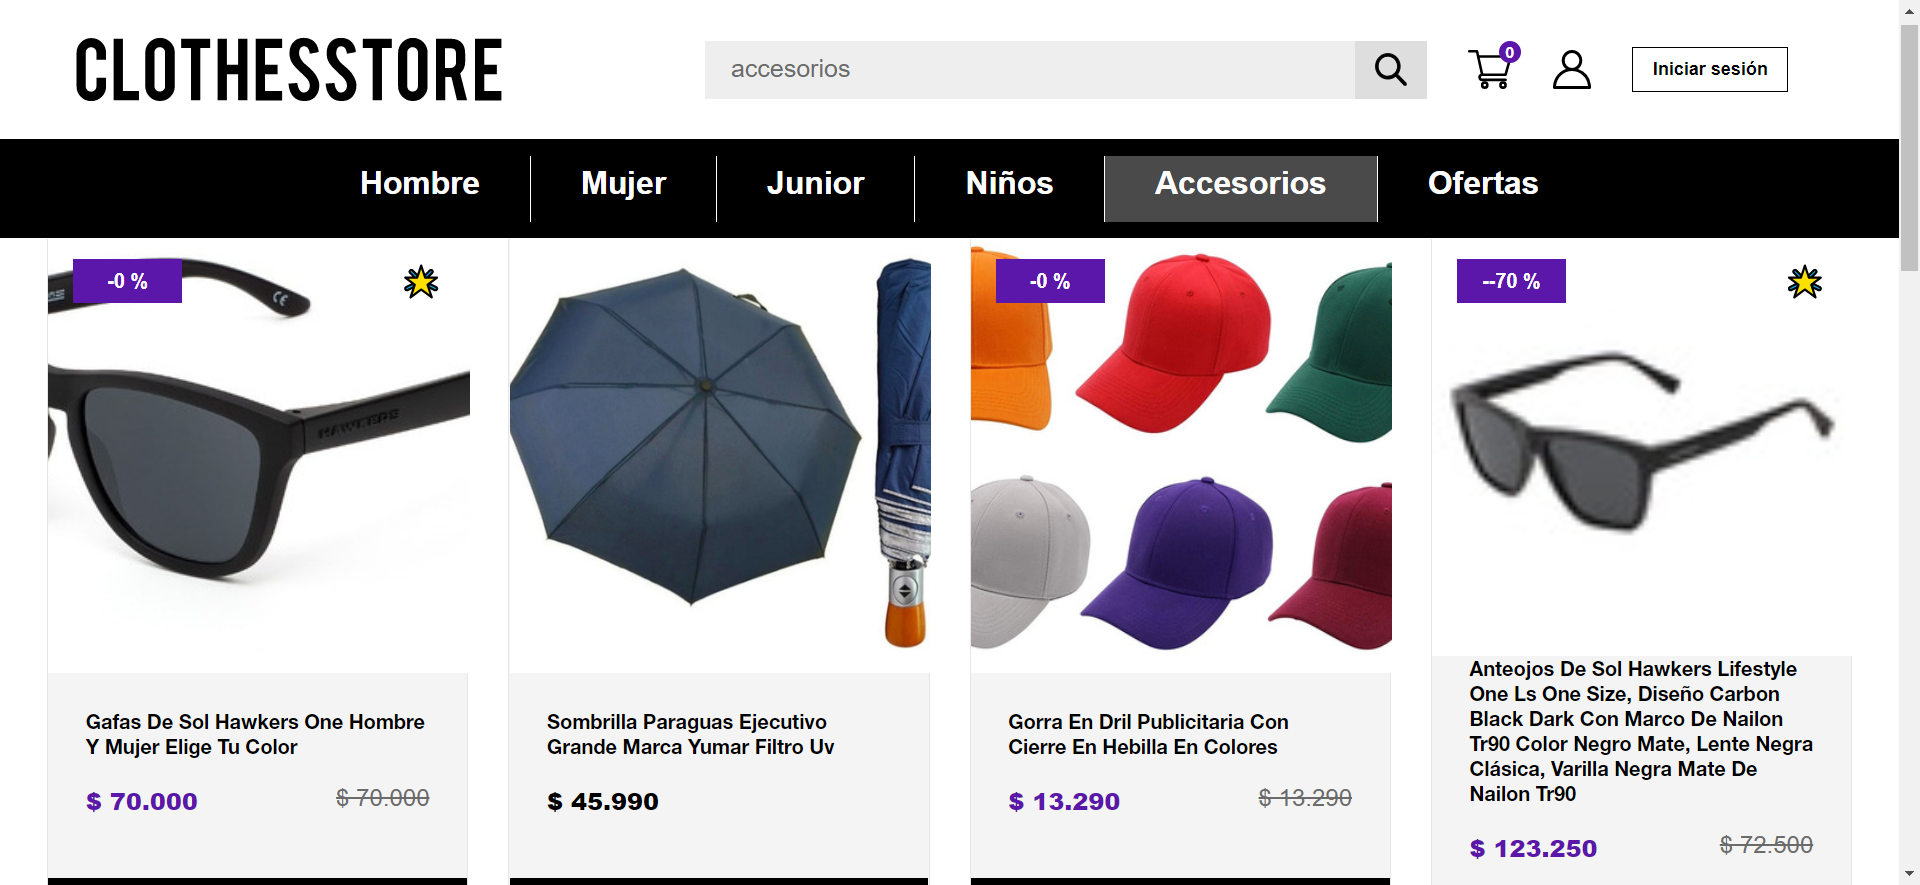 CLOTHESSTORE
accesorios
0
Iniciar sesión
Hombre
Mujer
Junior
Niños
Accesorios
Ofertas
-0 %
CE
HAWKERS
-0 %
--70 %
Gafas De Sol Hawkers One Hombre
Y Mujer Elige Tu Color
$ 70.000
$ 70.000
Sombrilla Paraguas Ejecutivo
Grande Marca Yumar Filtro Uv
$ 45.990
Gorra En Dril Publicitaria Con
Cierre En Hebilla En Colores
$ 13.290
$ 13.290
Anteojos De Sol Hawkers Lifestyle
One Ls One Size, Diseño Carbon
Black Dark Con Marco De Nailon
Tr90 Color Negro Mate, Lente Negra
Clásica, Varilla Negra Mate De
Nailon Tr90
$ 123.250
$ 72.500